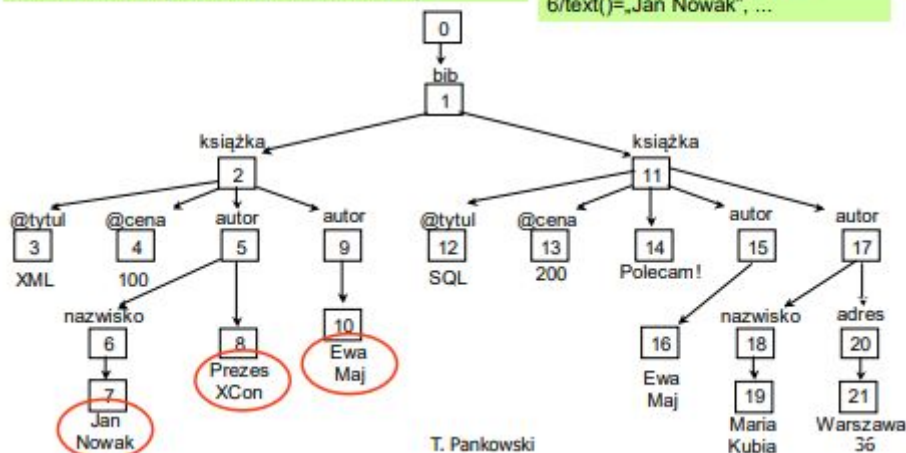 6/text()=„Jan Nowak", ...
0
bib
1
książka książka
2 11
@tytul @cena autor autor @tytul @cena autor autor
3 4 5 9 12 13 14 15 17
XML 100 SQL 200 Polecam!
nazwisko nazwisko adres
6 8 10 16 18 20
Prezes Ewa Ewa
XCon Maj Maj
7 19 21
Jan Maria Warszawa
Nowak T. Pankowski Kubia 36